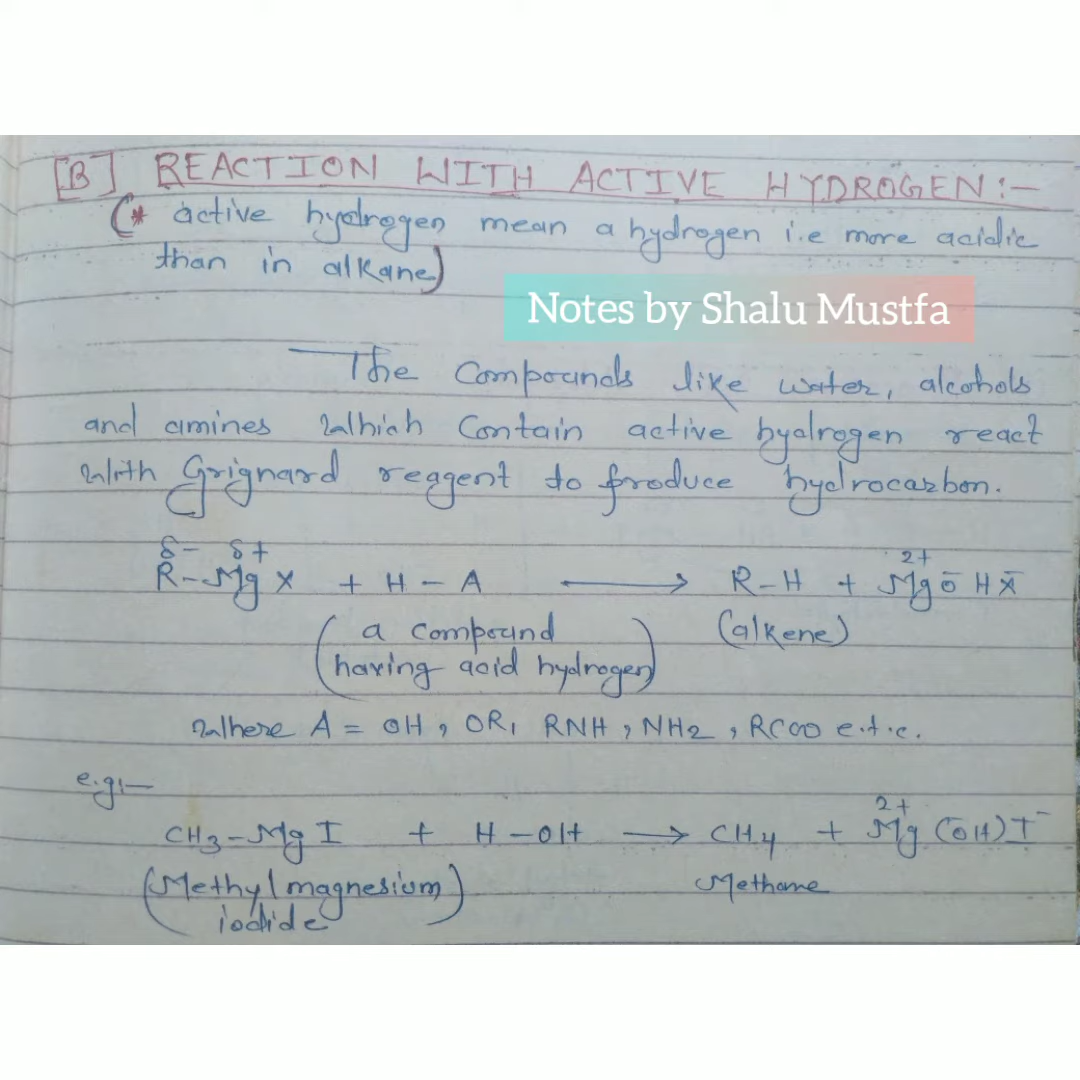 [B] REACTION WITH ACTIVE HYDROGEN:-
(* active hydrogen mean a hydrogen i.e more acidic
than in alkane)
Notes by Shalu Mustfa
The Compounds like water, alcohols
and amines which Contain active hydrogen react
with Grignard reagent to produce hydrocarbon.
δ- δ+
R-Mg X + H-A ⟶ R-H + Mg²⁺ O⁻H X⁻
(a compound having acid hydrogen) (alkene)
where A = OH, OR, RNH, NH2, RCOO e.t.c.
e.g:-
CH3-Mg I + H-OH ⟶ CH4 + Mg²⁺ (O⁻H) I⁻
(Methyl magnesium iodide) Methane